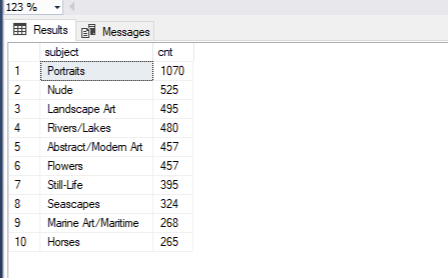 123 %
Results Messages
subject cnt
1 Portraits 1070
2 Nude 525
3 Landscape Art 495
4 Rivers/Lakes 480
5 Abstract/Modern Art 457
6 Flowers 457
7 Still-Life 395
8 Seascapes 324
9 Marine Art/Maritime 268
10 Horses 265